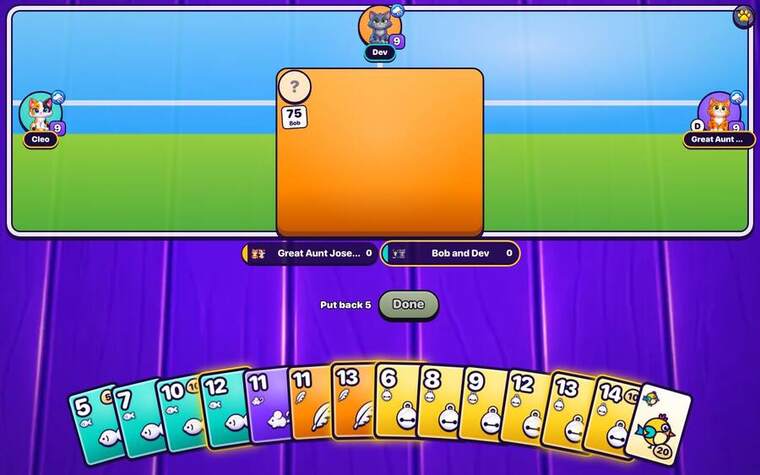 Dev
9
?
75
Bob
Cleo
9
D
9
Great Aunt ...
Great Aunt Jose... 0
Bob and Dev 0
Put back 5 Done
5 5
7
10 10
12
11
11
13
6
8
9
12
13
14 10
20